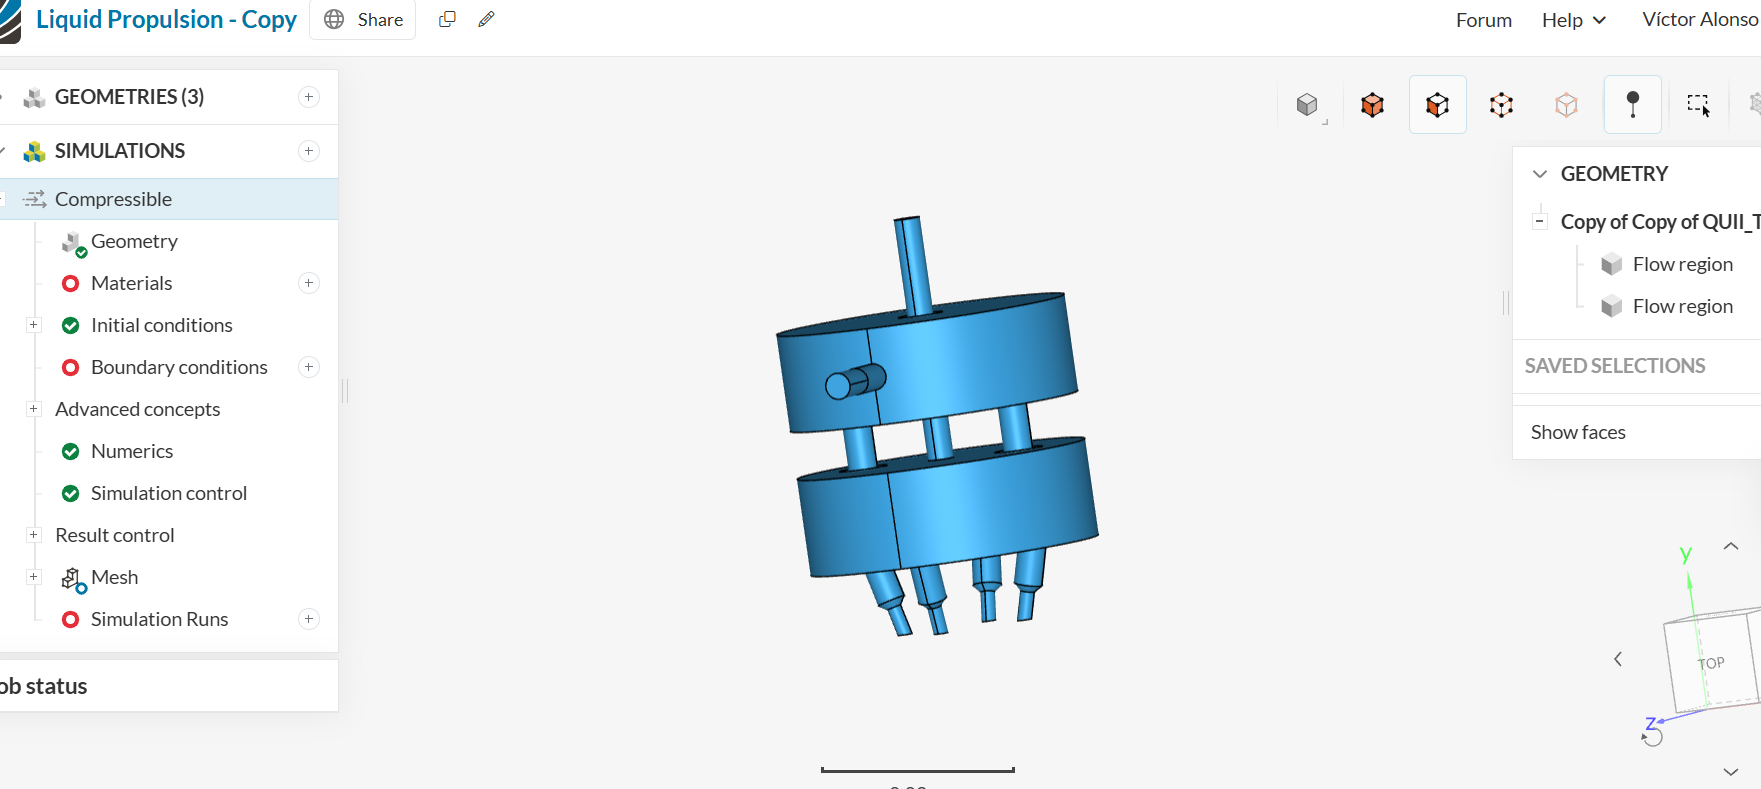 Liquid Propulsion - Copy
Share
Forum
Help
Víctor Alonso
GEOMETRIES (3)
SIMULATIONS
Compressible
Geometry
Materials
Initial conditions
Boundary conditions
Advanced concepts
Numerics
Simulation control
Result control
Mesh
Simulation Runs
ob status
GEOMETRY
Copy of Copy of QUII_T
Flow region
Flow region
SAVED SELECTIONS
Show faces
y
TOP
z